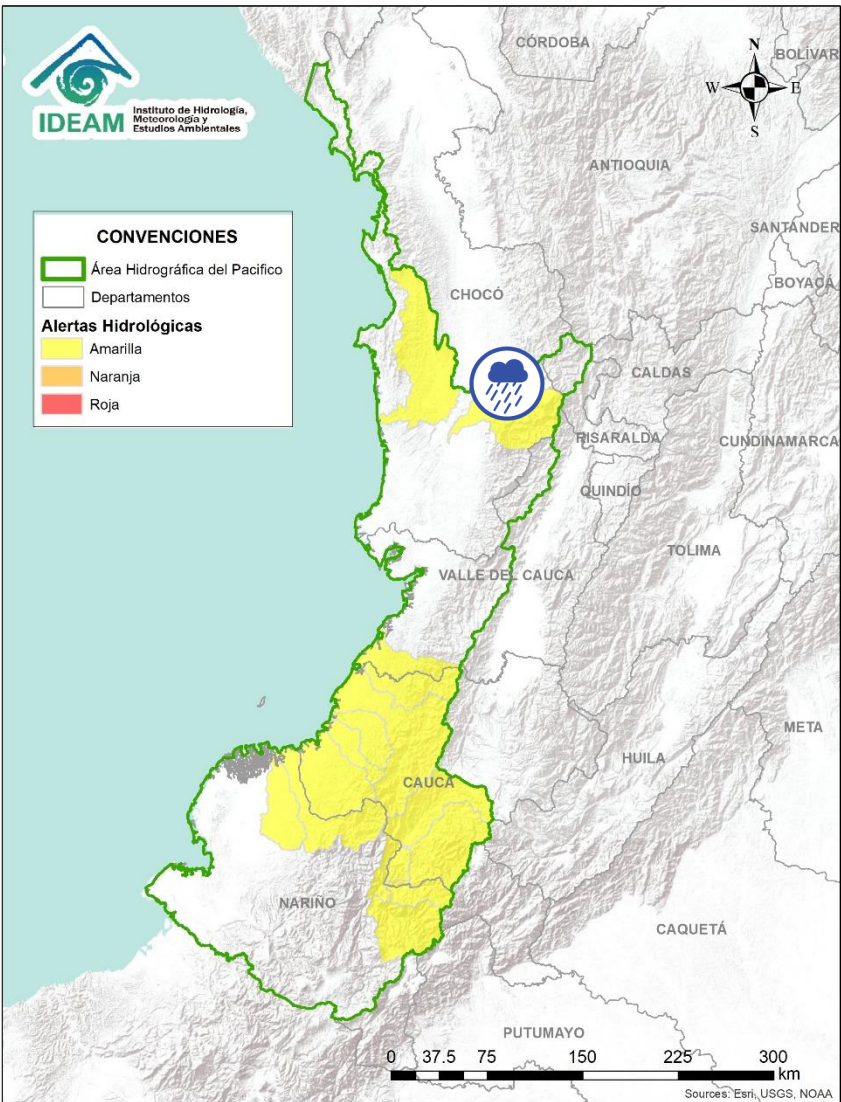 IDEAM
Instituto de Hidrología,
Meteorología y
Estudios Ambientales
CÓRDOBA
N
BOLÍVAR
W
E
S
ANTIOQUIA
CONVENCIONES
Área Hidrográfica del Pacifico
Departamentos
Alertas Hidrológicas
Amarilla
Naranja
Roja
SANTANDER
BOYACÁ
CHOCÓ
CALDAS
RISARALDA
CUNDINAMARCA
QUINDÍO
TOLIMA
VALLE DEL CAUCA
META
HUILA
CAUCA
NARIÑO
CAQUETÁ
PUTUMAYO
0 37.5 75 150 225 300
km
Sources: Esri, USGS, NOAA